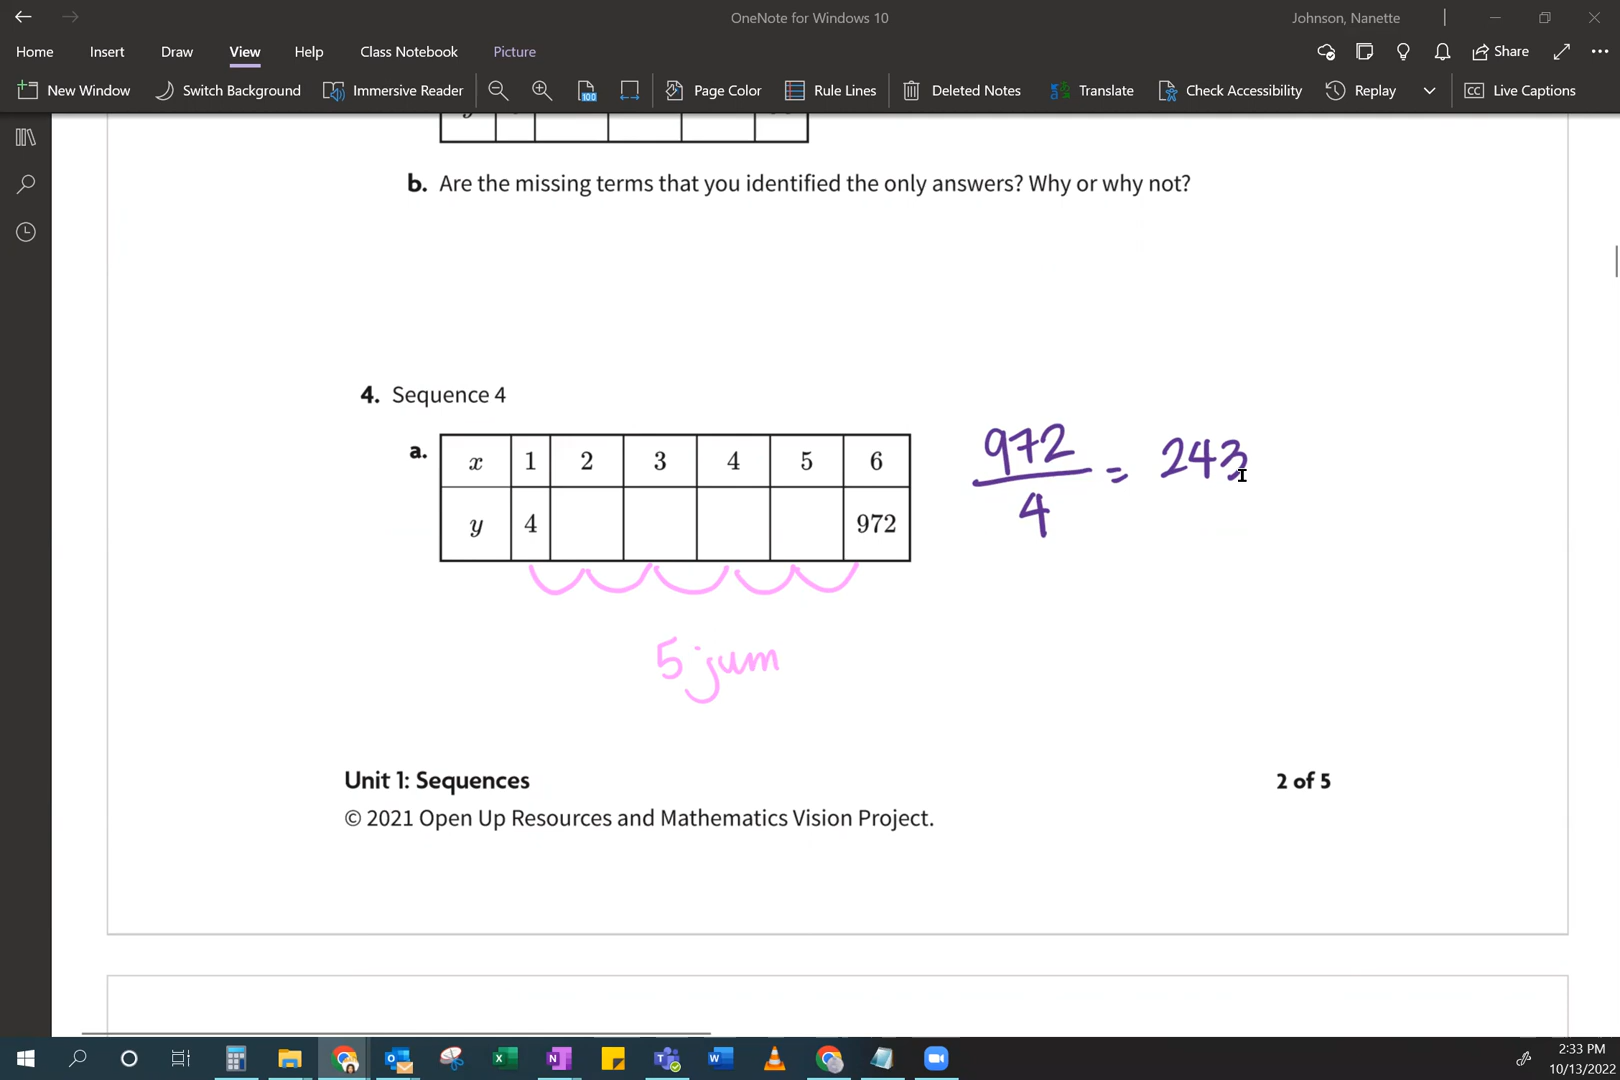 OneNote for Windows 10
Johnson, Nanette
Home Insert Draw View Help Class Notebook Picture
Share
New Window Switch Background Immersive Reader 100 Page Color Rule Lines Deleted Notes Translate Check Accessibility Replay CC Live Captions
b. Are the missing terms that you identified the only answers? Why or why not?
4. Sequence 4
a.
x 1 2 3 4 5 6
y 4 972
972
4
= 243
5 jum
Unit 1: Sequences
2 of 5
© 2021 Open Up Resources and Mathematics Vision Project.
2:33 PM
10/13/2022